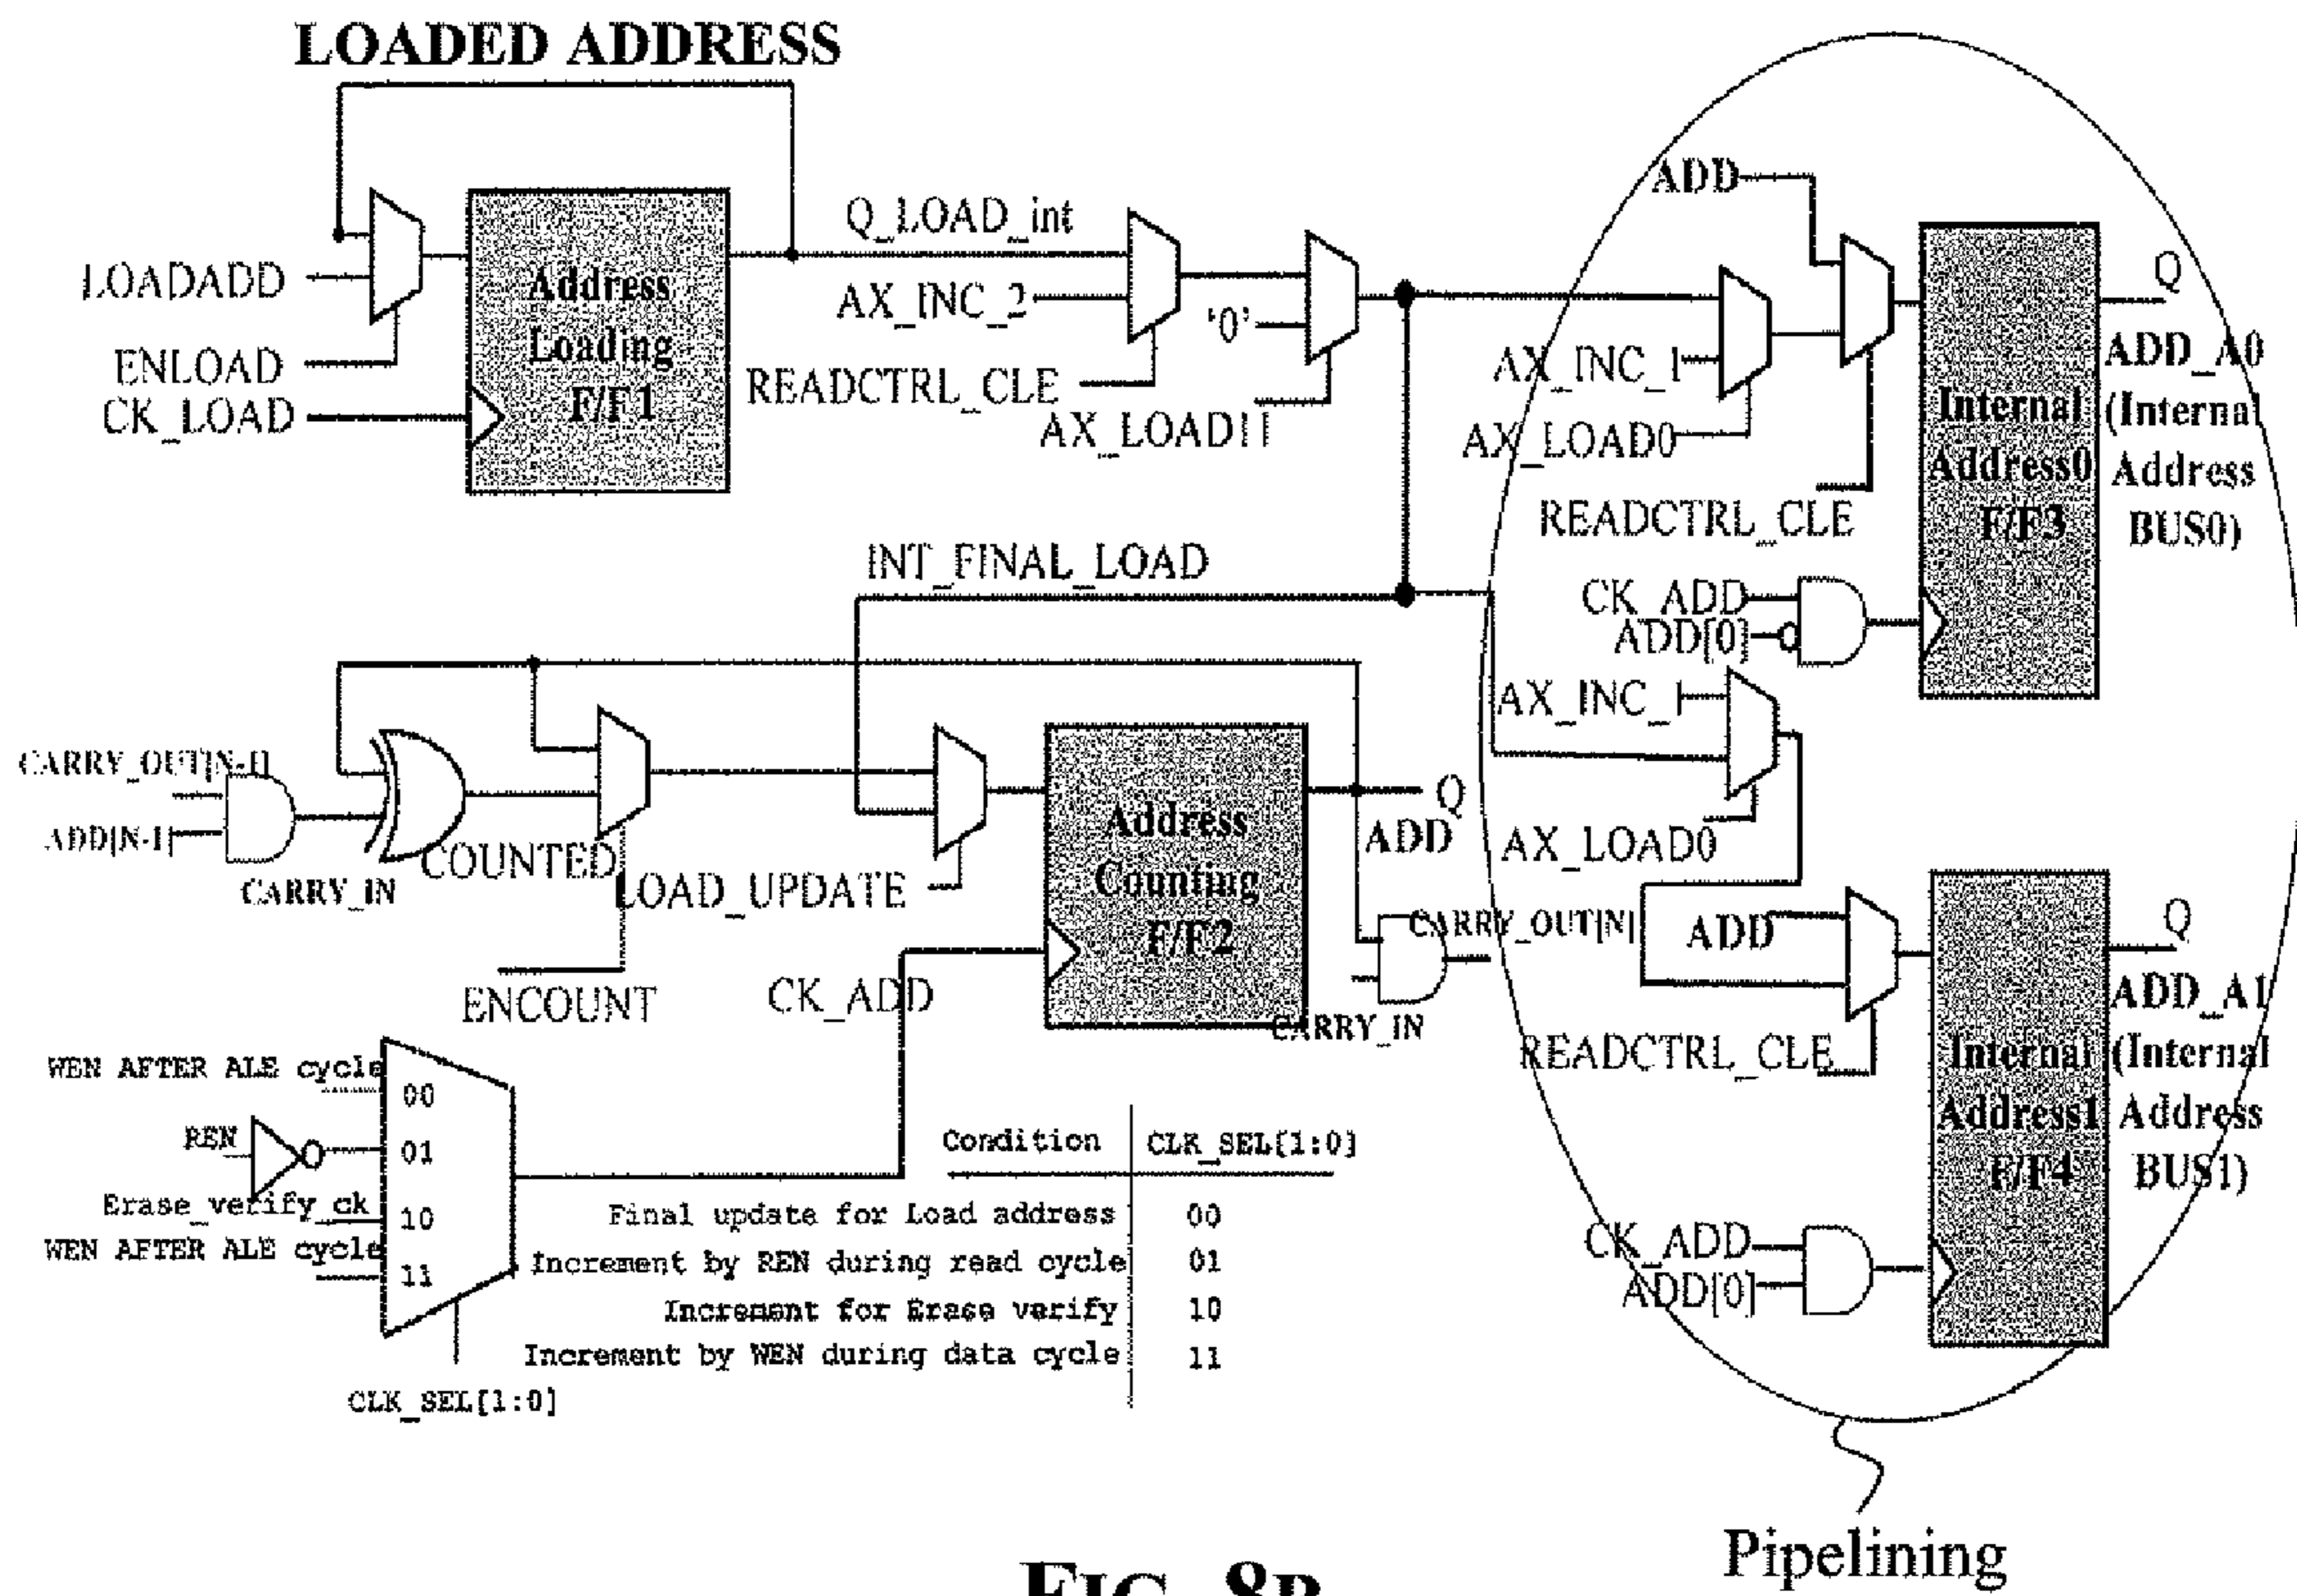 LOADED ADDRESS
ADD
Q_LOAD_int
LOADADD
AX_INC_2
'0'
Address
Loading
F/F1
ENLOAD
CK_LOAD
READCTRL_CLE
AX_LOAD11
AX_INC_1
AX_LOAD0
READCTRL_CLE
Q
ADD_A0
Internal
Address0
F/F3
(Internal
Address
BUS0)
INT_FINAL_LOAD
CK_ADD
ADD[0]
AX_INC_1
CARRY_OUT[N-1]
ADD[N-1]
CARRY_IN
COUNTED
LOAD_UPDATE
Address
Counting
F/F2
Q
ADD
AX_LOAD0
CARRY_OUT[N]
ADD
ENCOUNT
CK_ADD
CARRY_IN
READCTRL_CLE
Q
ADD_A1
Internal
Address1
F/F4
(Internal
Address
BUS1)
CK_ADD
ADD[0]
WEN AFTER ALE cycle
00
REN
01
Erase_verify_ck
10
WEN AFTER ALE cycle
11
CLK_SEL[1:0]
Condition CLK_SEL[1:0]
Final update for Load address 00
Increment by REN during read cycle 01
Increment for Erase verify 10
Increment by WEN during data cycle 11
Pipelining
FIG. 8B